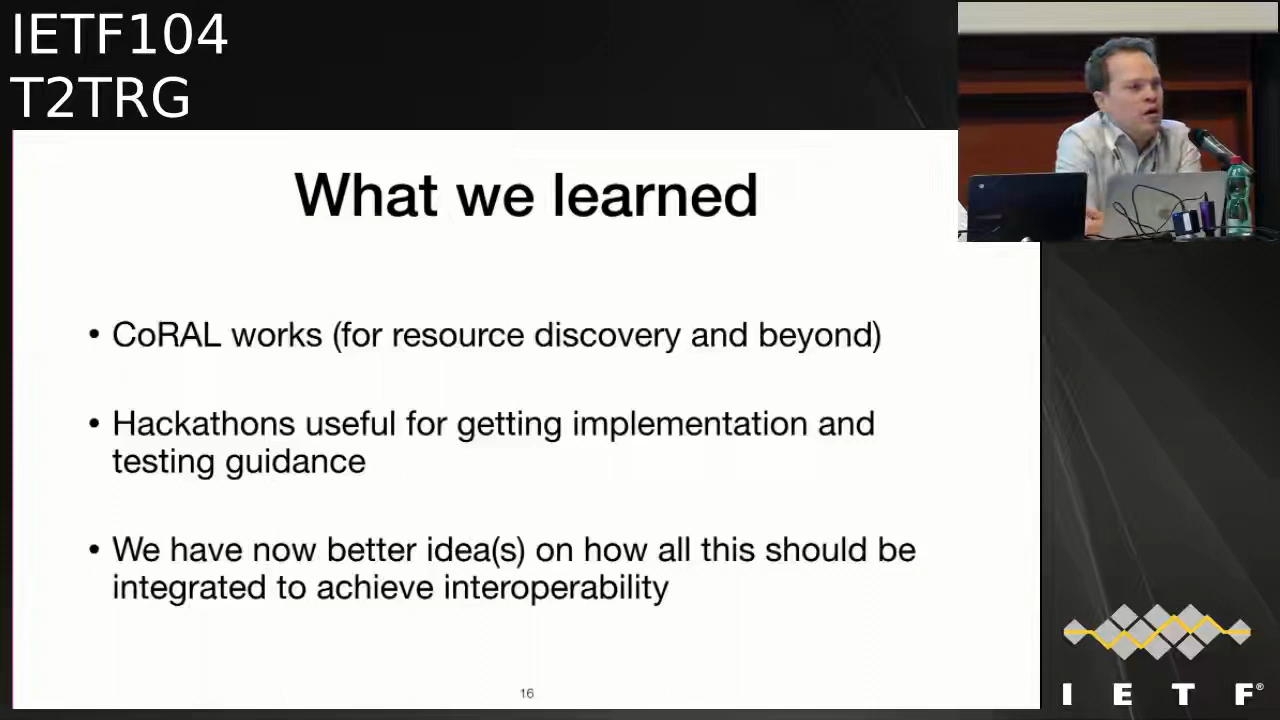 IETF104
T2TRG
What we learned
• CoRAL works (for resource discovery and beyond)
• Hackathons useful for getting implementation and
testing guidance
• We have now better idea(s) on how all this should be
integrated to achieve interoperability
16
I E T F®